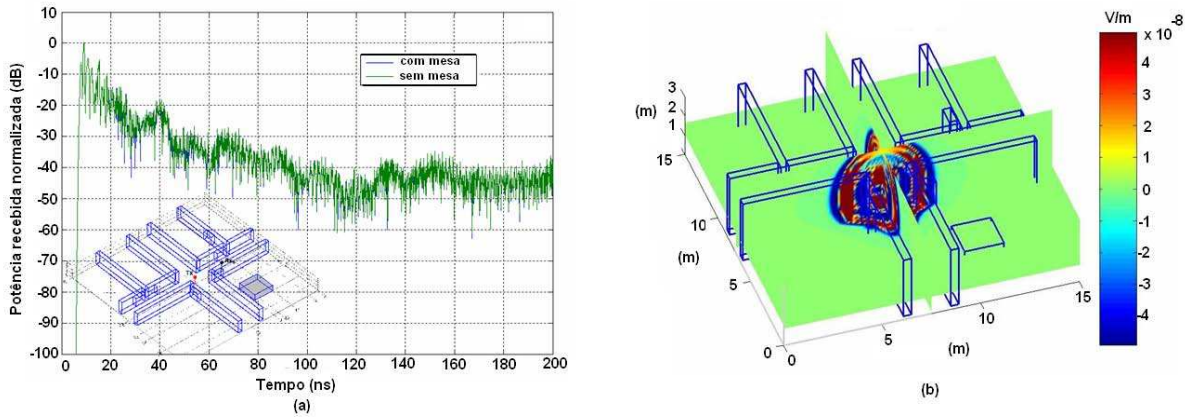 Potência recebida normalizada (dB)
10
0
-10
-20
-30
-40
-50
-60
-70
-80
-90
-100
com mesa
sem mesa
0 20 40 60 80 100 120 140 160 180 200
Tempo (ns)
(a)
V/m
x 10⁻⁸
4
3
2
1
0
-1
-2
-3
-4
(m)
3
2
1
15
10
(m)
5
0
0
5
(m)
10
15
(b)